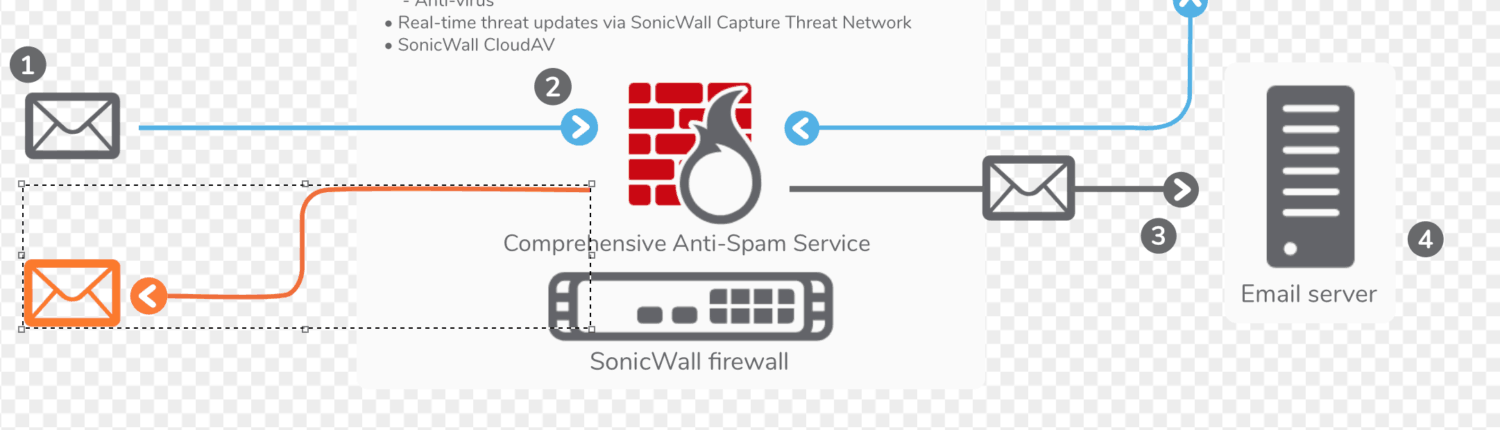 - Anti-virus
• Real-time threat updates via SonicWall Capture Threat Network
• SonicWall CloudAV
1
2
3
4
Comprehensive Anti-Spam Service
Email server
SonicWall firewall